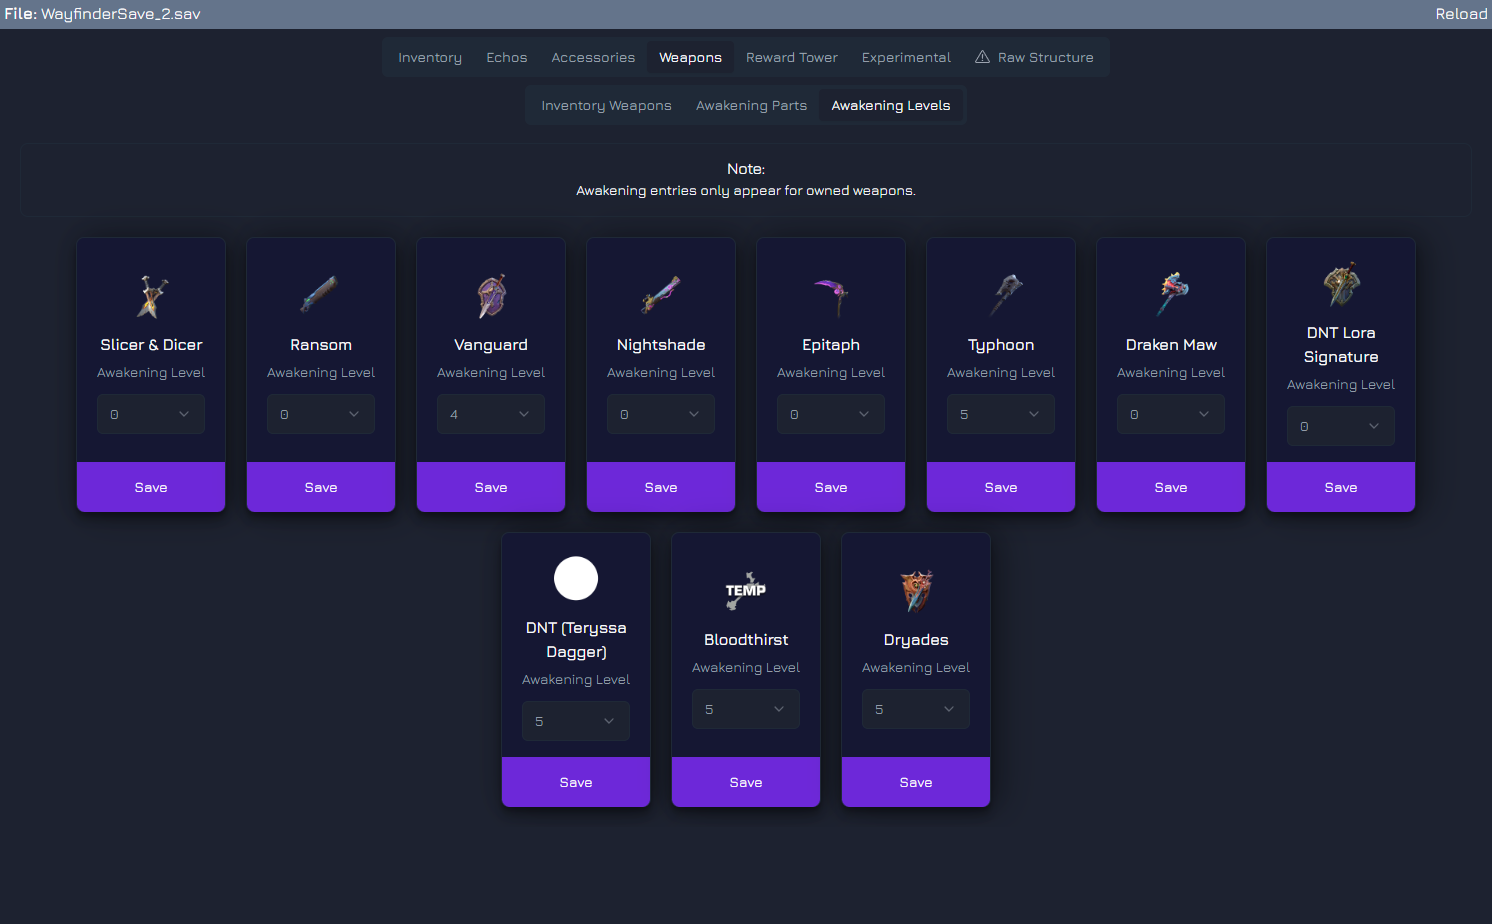 File: WayfinderSave_2.sav
Reload
Inventory
Echos
Accessories
Weapons
Reward Tower
Experimental
Raw Structure
Inventory Weapons
Awakening Parts
Awakening Levels
Note:
Awakening entries only appear for owned weapons.
Slicer & Dicer
Awakening Level
0
Save
Ransom
Awakening Level
0
Save
Vanguard
Awakening Level
4
Save
Nightshade
Awakening Level
0
Save
Epitaph
Awakening Level
0
Save
Typhoon
Awakening Level
5
Save
Draken Maw
Awakening Level
0
Save
DNT Lora
Signature
Awakening Level
0
Save
DNT (Teryssa
Dagger)
Awakening Level
5
Save
TEMP
Bloodthirst
Awakening Level
5
Save
Dryades
Awakening Level
5
Save